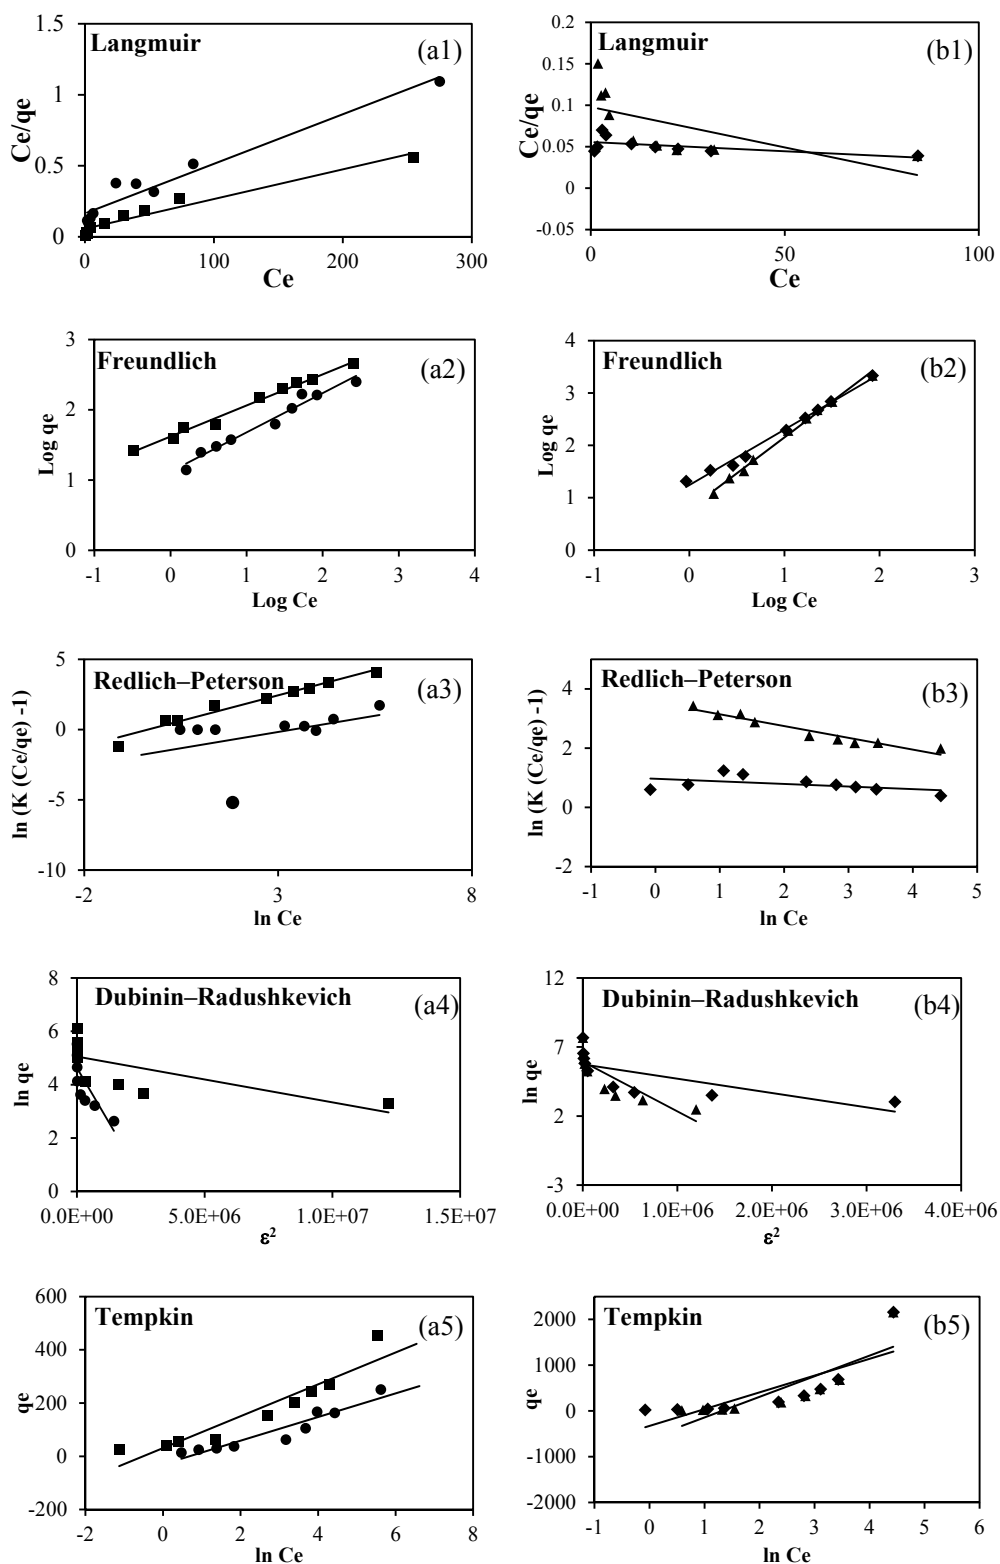 Langmuir
(a1)
Ce/qe
1.5
1
0.5
0
0
100
200
300
Ce
Langmuir
(b1)
Ce/qe
0.2
0.15
0.1
0.05
0
-0.05
0
50
100
Ce
Freundlich
(a2)
Log qe
3
2
1
0
-1
0
1
2
3
4
Log Ce
Freundlich
(b2)
Log qe
4
3
2
1
0
-1
0
1
2
3
Log Ce
Redlich–Peterson
(a3)
ln (K (Ce/qe) -1)
5
0
-5
-10
-2
3
8
ln Ce
Redlich–Peterson
(b3)
ln (K (Ce/qe) -1)
4
2
0
-2
-1
0
1
2
3
4
5
ln Ce
Dubinin–Radushkevich
(a4)
ln qe
8
6
4
2
0
0.0E+00
5.0E+06
1.0E+07
1.5E+07
ε²
Dubinin–Radushkevich
(b4)
ln qe
12
7
2
-3
0.0E+00
1.0E+06
2.0E+06
3.0E+06
4.0E+06
ε²
Tempkin
(a5)
qe
600
400
200
0
-200
-2
0
2
4
6
8
ln Ce
Tempkin
(b5)
qe
2000
1000
0
-1000
-2000
-1
0
1
2
3
4
5
6
ln Ce